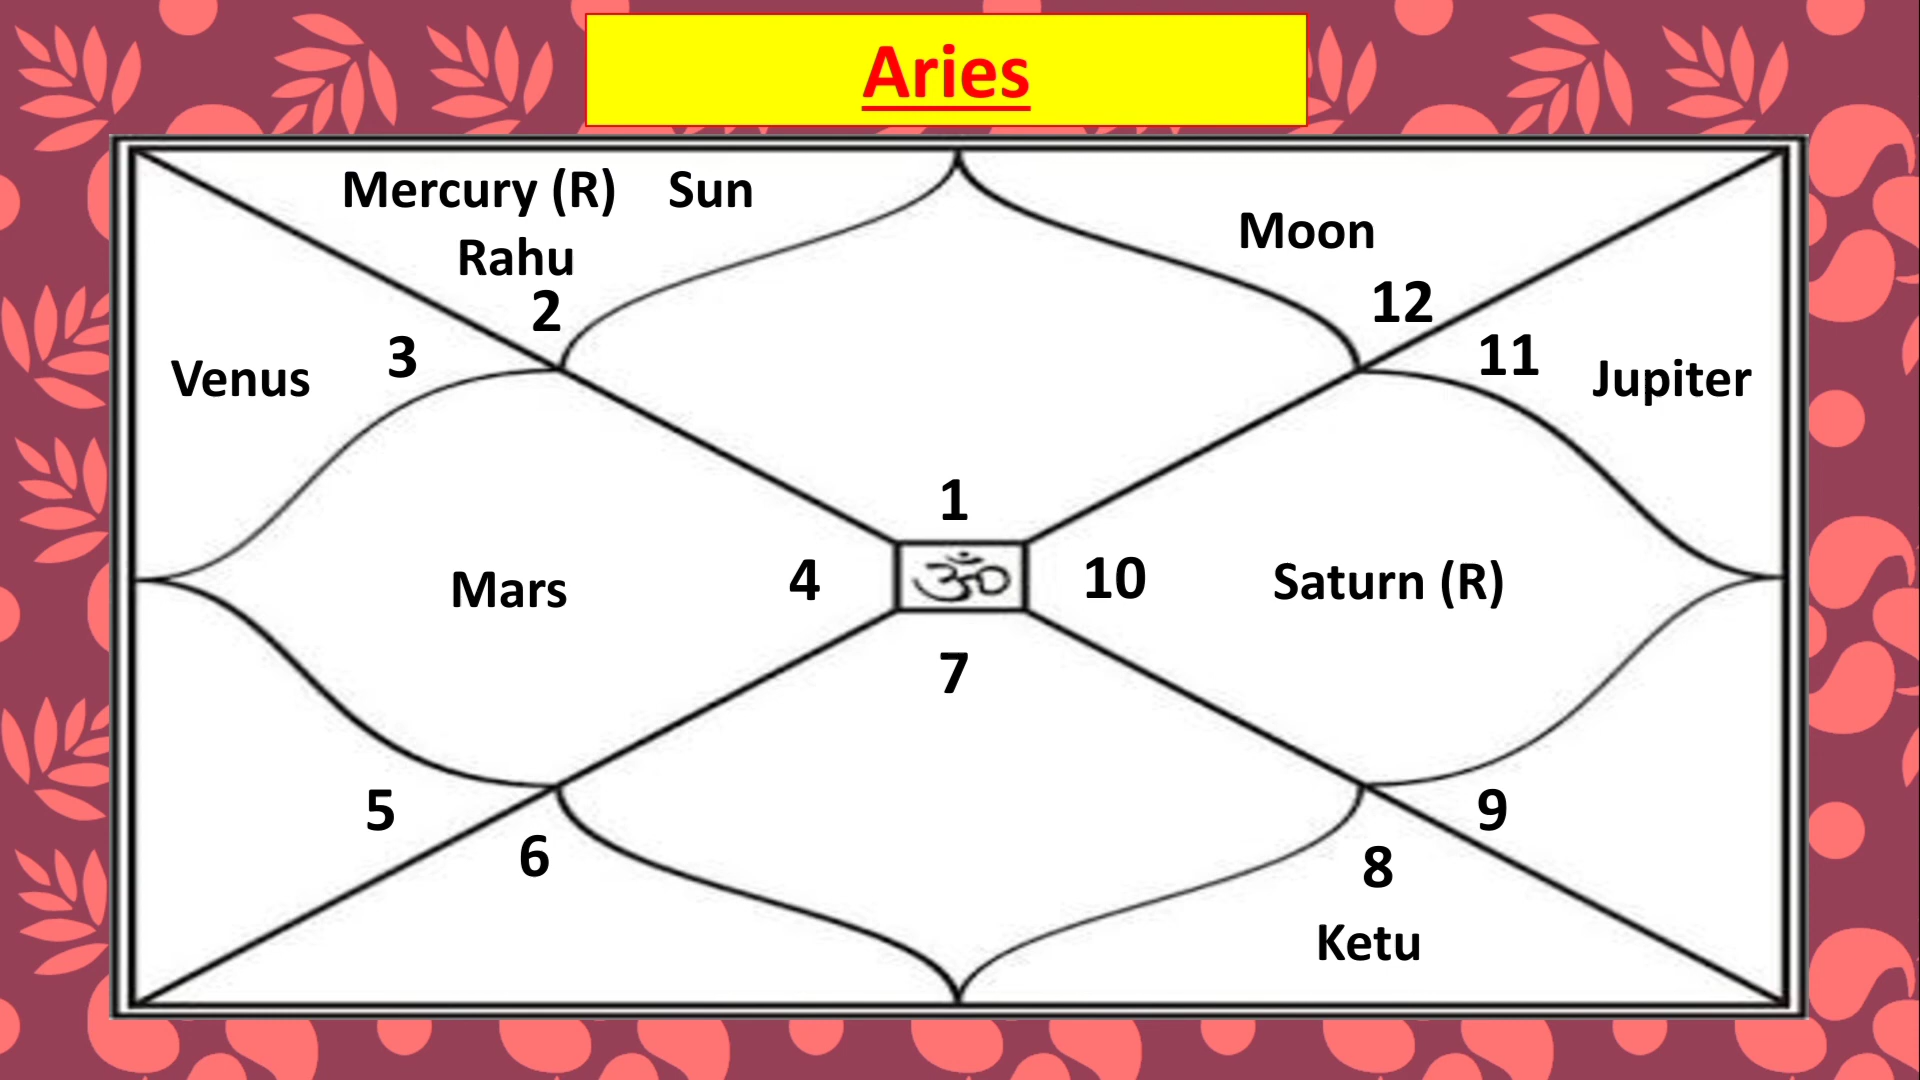 Aries
Mercury (R) Sun
Rahu
2
Moon
12
3
Venus
11
Jupiter
1
Mars
4
ॐ
10
Saturn (R)
7
5
6
9
8
Ketu